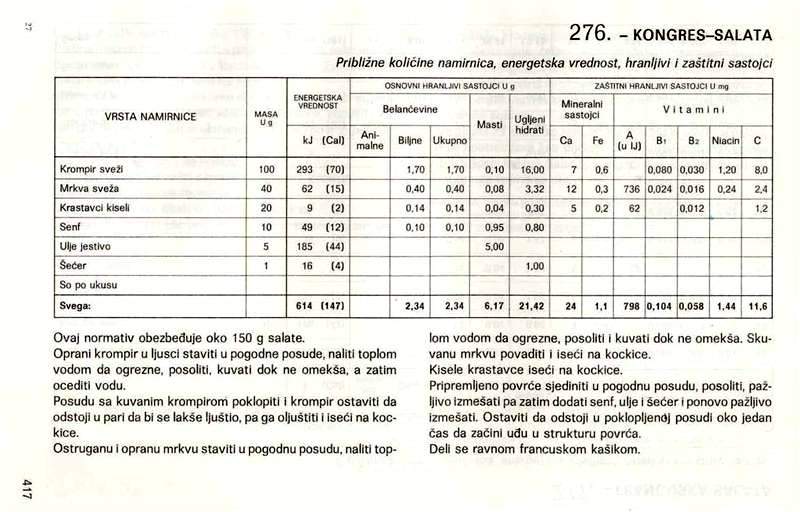 276. – KONGRES–SALATA
Približne količine namirnica, energetska vrednost, hranljivi i zaštitni sastojci
VRSTA NAMIRNICE | MASA U g | ENERGETSKA VREDNOST | OSNOVNI HRANLJIVI SASTOJCI U g | ZAŠTITNI HRANLJIVI SASTOJCI U mg
Belančevine | Masti | Ugljeni hidrati | Mineralni sastojci | Vitamini
kJ (Cal) | Ani-malne | Biljne | Ukupno | Ca | Fe | A (u IJ) | B1 | B2 | Niacin | C
Krompir sveži 100 293 (70) 1,70 1,70 0,10 16,00 7 0,6 0,080 0,030 1,20 8,0
Mrkva sveža 40 62 (15) 0,40 0,40 0,08 3,32 12 0,3 736 0,024 0,016 0,24 2,4
Krastavci kiseli 20 9 (2) 0,14 0,14 0,04 0,30 5 0,2 62 0,012 1,2
Senf 10 49 (12) 0,10 0,10 0,95 0,80
Ulje jestivo 5 185 (44) 5,00
Šećer 1 16 (4) 1,00
So po ukusu
Svega: 614 (147) 2,34 2,34 6,17 21,42 24 1,1 798 0,104 0,058 1,44 11,6
Ovaj normativ obezbeđuje oko 150 g salate.
Oprani krompir u ljusci staviti u pogodne posude, naliti toplom
vodom da ogrezne, posoliti, kuvati dok ne omekša, a zatim
ocediti vodu.
Posudu sa kuvanim krompirom poklopiti i krompir ostaviti da
odstoji u pari da bi se lakše ljuštio, pa ga oljuštiti i iseći na koc-
kice.
Ostruganu i opranu mrkvu staviti u pogodnu posudu, naliti top-
lom vodom da ogrezne, posoliti i kuvati dok ne omekša. Sku-
vanu mrkvu povaditi i iseći na kockice.
Kisele krastavce iseći na kockice.
Pripremljeno povrće sjediniti u pogodnu posudu, posoliti, paž-
ljivo izmešati pa zatim dodati senf, ulje i šećer i ponovo pažljivo
izmešati. Ostaviti da odstoji u poklopljenoj posudi oko jedan
čas da začini uđu u strukturu povrća.
Deli se ravnom francuskom kašikom.
417